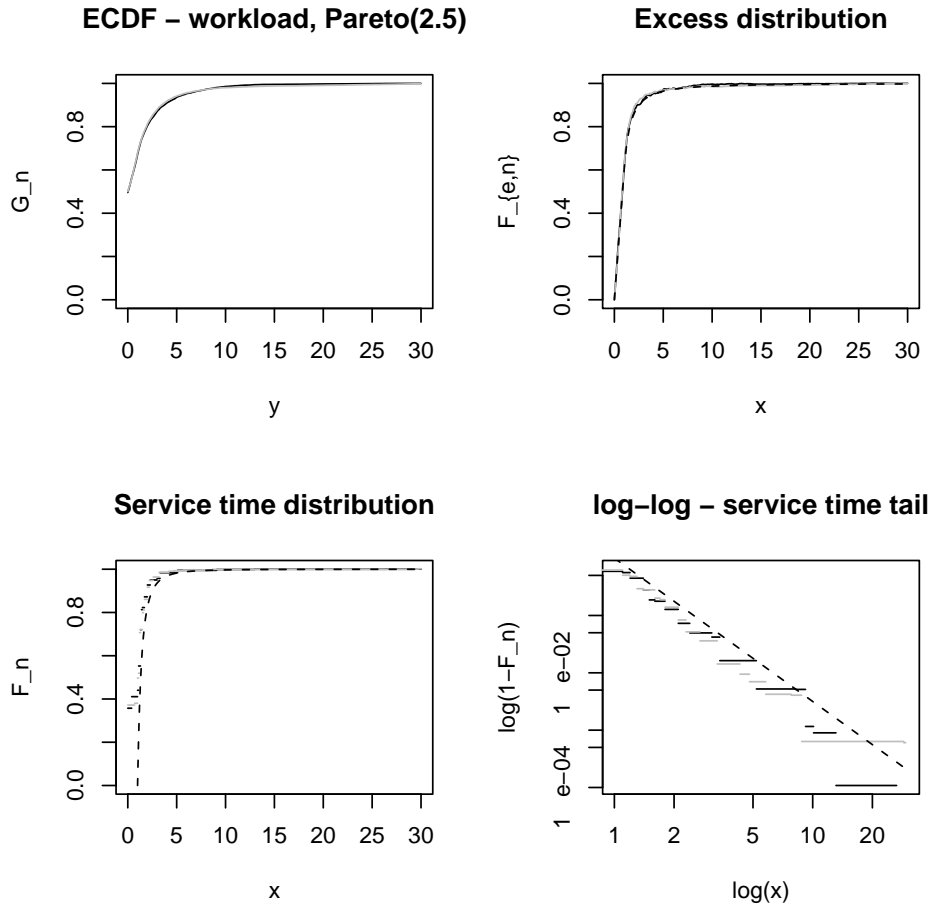 ECDF − workload, Pareto(2.5)
G_n
0.0 0.4 0.8
0 5 10 15 20 25 30
y
Excess distribution
F_{e,n}
0.0 0.4 0.8
0 5 10 15 20 25 30
x
Service time distribution
F_n
0.0 0.4 0.8
0 5 10 15 20 25 30
x
log−log − service time tail
log(1−F_n)
1 e−04 1 e−02
1 2 5 10 20
log(x)